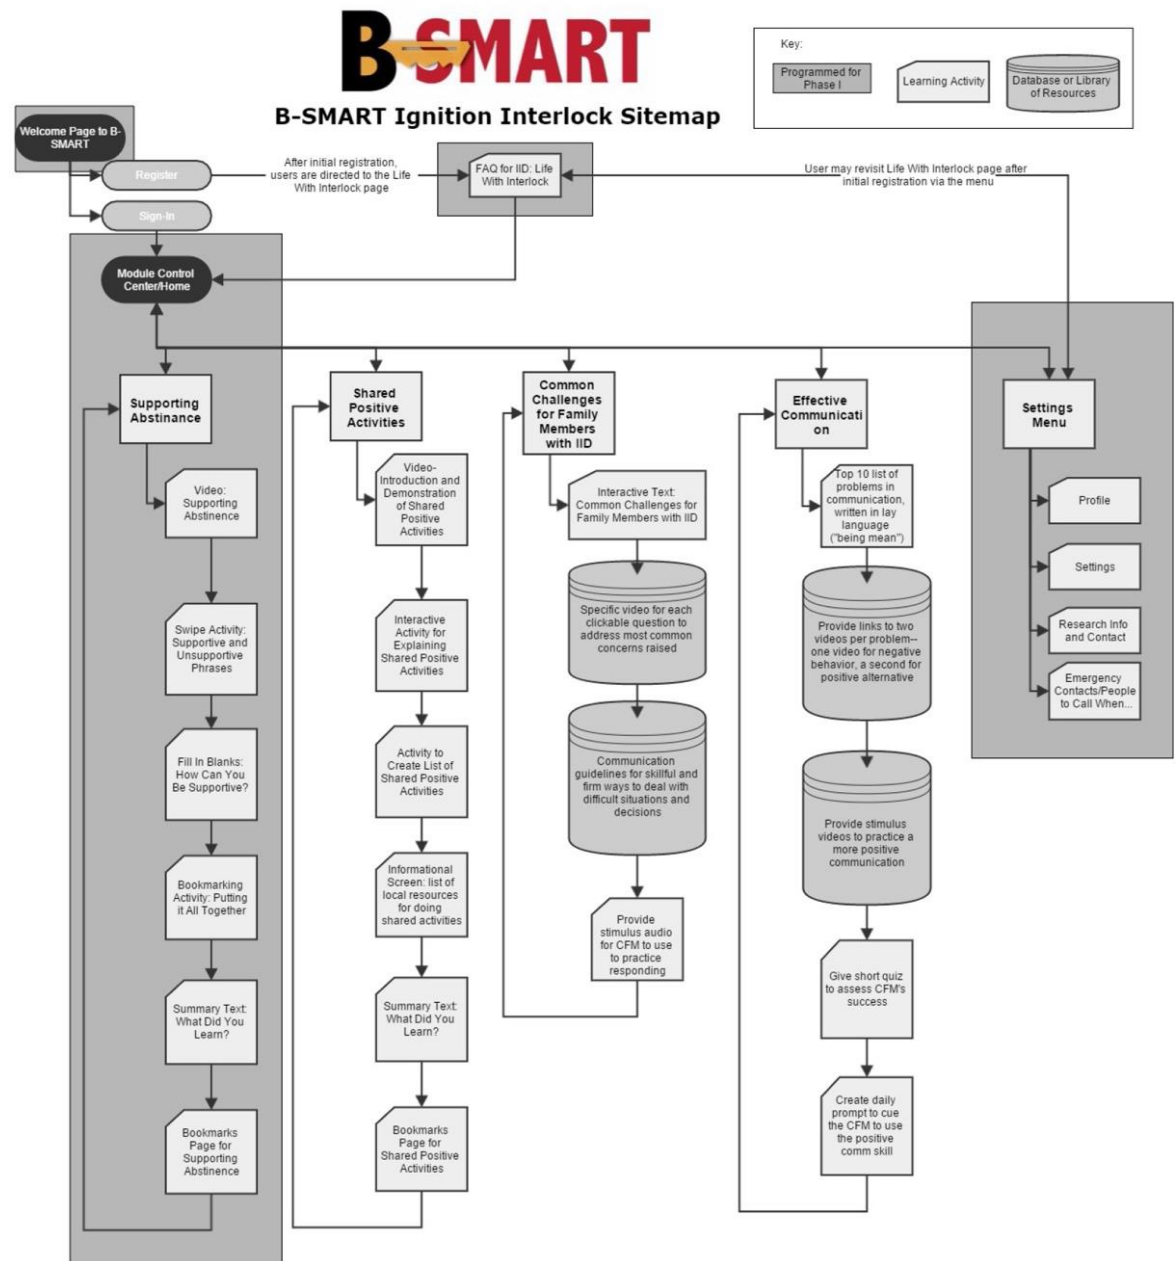 B-SMART
B-SMART Ignition Interlock Sitemap
Key:
Programmed for
Phase I
Learning Activity
Database or Library
of Resources
Welcome Page to B-
SMART
Register
Sign-In
After initial registration,
users are directed to the Life
With Interlock page
FAQ for IID: Life
With Interlock
User may revisit Life With Interlock page after
initial registration via the menu
Module Control
Center/Home
Supporting
Abstinance
Video:
Supporting
Abstinence
Swipe Activity:
Supportive and
Unsupportive
Phrases
Fill In Blanks:
How Can You
Be Supportive?
Bookmarking
Activity: Putting
it All Together
Summary Text:
What Did You
Learn?
Bookmarks
Page for
Supporting
Abstinence
Shared
Positive
Activities
Video-
Introduction and
Demonstration
of Shared
Positive
Activities
Interactive
Activity for
Explaining
Shared Positive
Activities
Activity to
Create List of
Shared Positive
Activities
Informational
Screen: list of
local resources
for doing
shared activities
Summary Text:
What Did You
Learn?
Bookmarks
Page for
Shared Positive
Activities
Common
Challenges
for Family
Members
with IID
Interactive Text:
Common Challenges for
Family Members with IID
Specific video for each
clickable question to
address most common
concerns raised
Communication
guidelines for skillful and
firm ways to deal with
difficult situations and
decisions
Provide
stimulus audio
for CFM to use
to practice
responding
Effective
Communicati
on
Top 10 list of
problems in
communication,
written in lay
language
("being mean")
Provide links to two
videos per problem--
one video for negative
behavior, a second for
positive alternative
Provide stimulus
videos to practice a
more positive
communication
Give short quiz
to assess CFM's
success
Create daily
prompt to cue
the CFM to use
the positive
comm skill
Settings
Menu
Profile
Settings
Research Info
and Contact
Emergency
Contacts/People
to Call When...